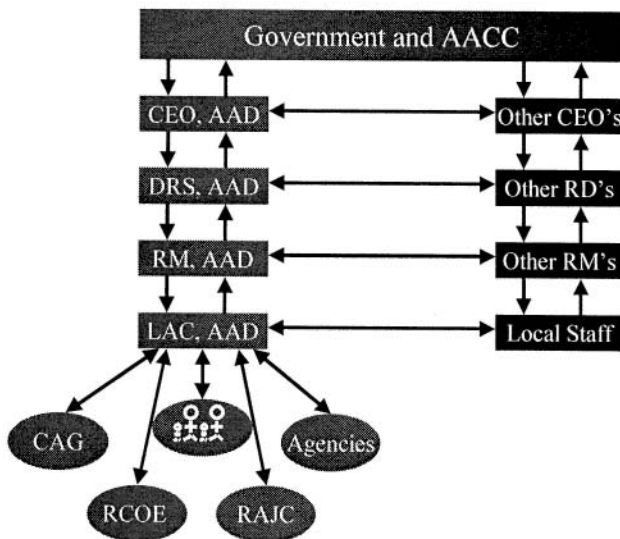 Government and AACC
CEO, AAD
Other CEO's
DRS, AAD
Other RD's
RM, AAD
Other RM's
LAC, AAD
Local Staff
CAG
Agencies
RCOE
RAJC